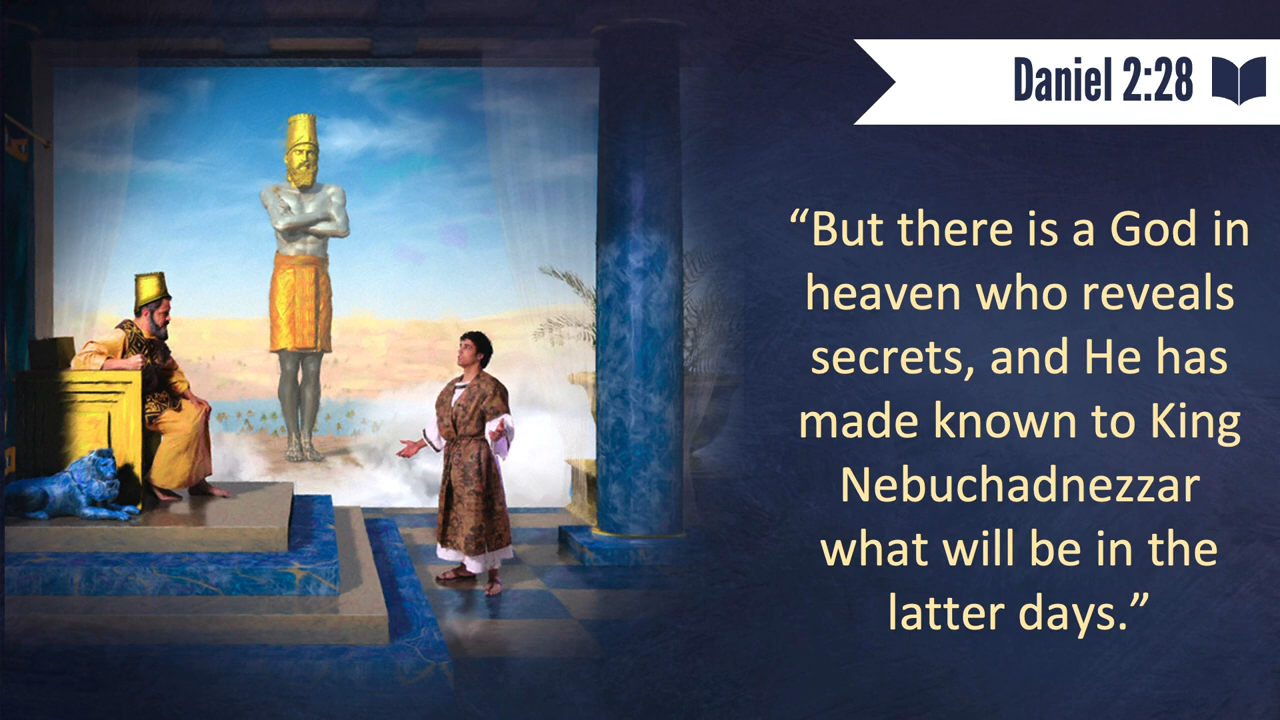 Daniel 2:28
“But there is a God in
heaven who reveals
secrets, and He has
made known to King
Nebuchadnezzar
what will be in the
latter days.”